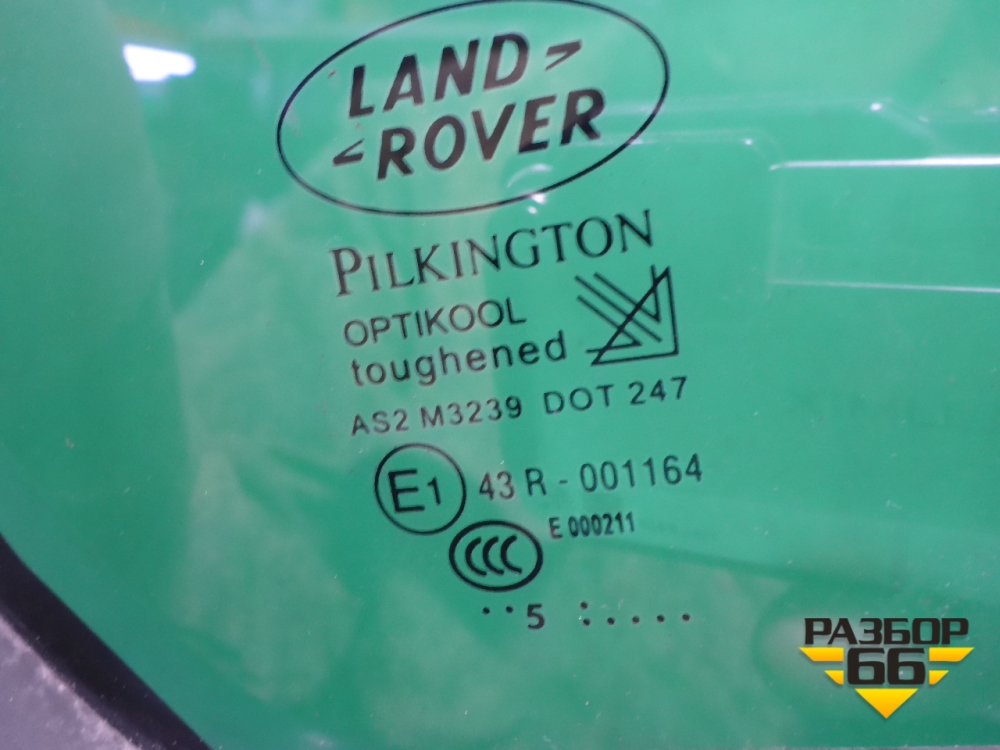 LAND
ROVER
PILKINGTON
OPTIKOOL
toughened
AS2 M3239 DOT 247
E1 43 R - 001164
E 000211
CCC
..5 :.....
РАЗБОР
66